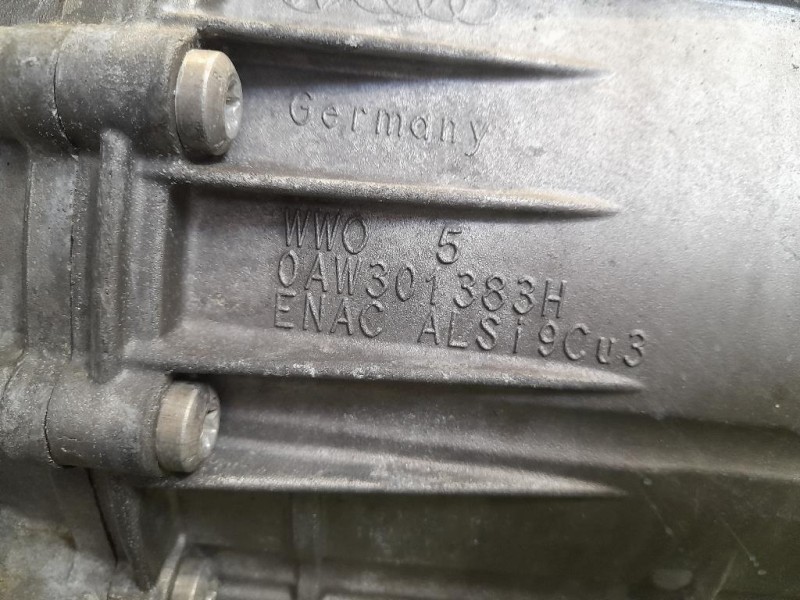 Germany
WWO 5
0AW301383H
ENAC ALSi9Cu3